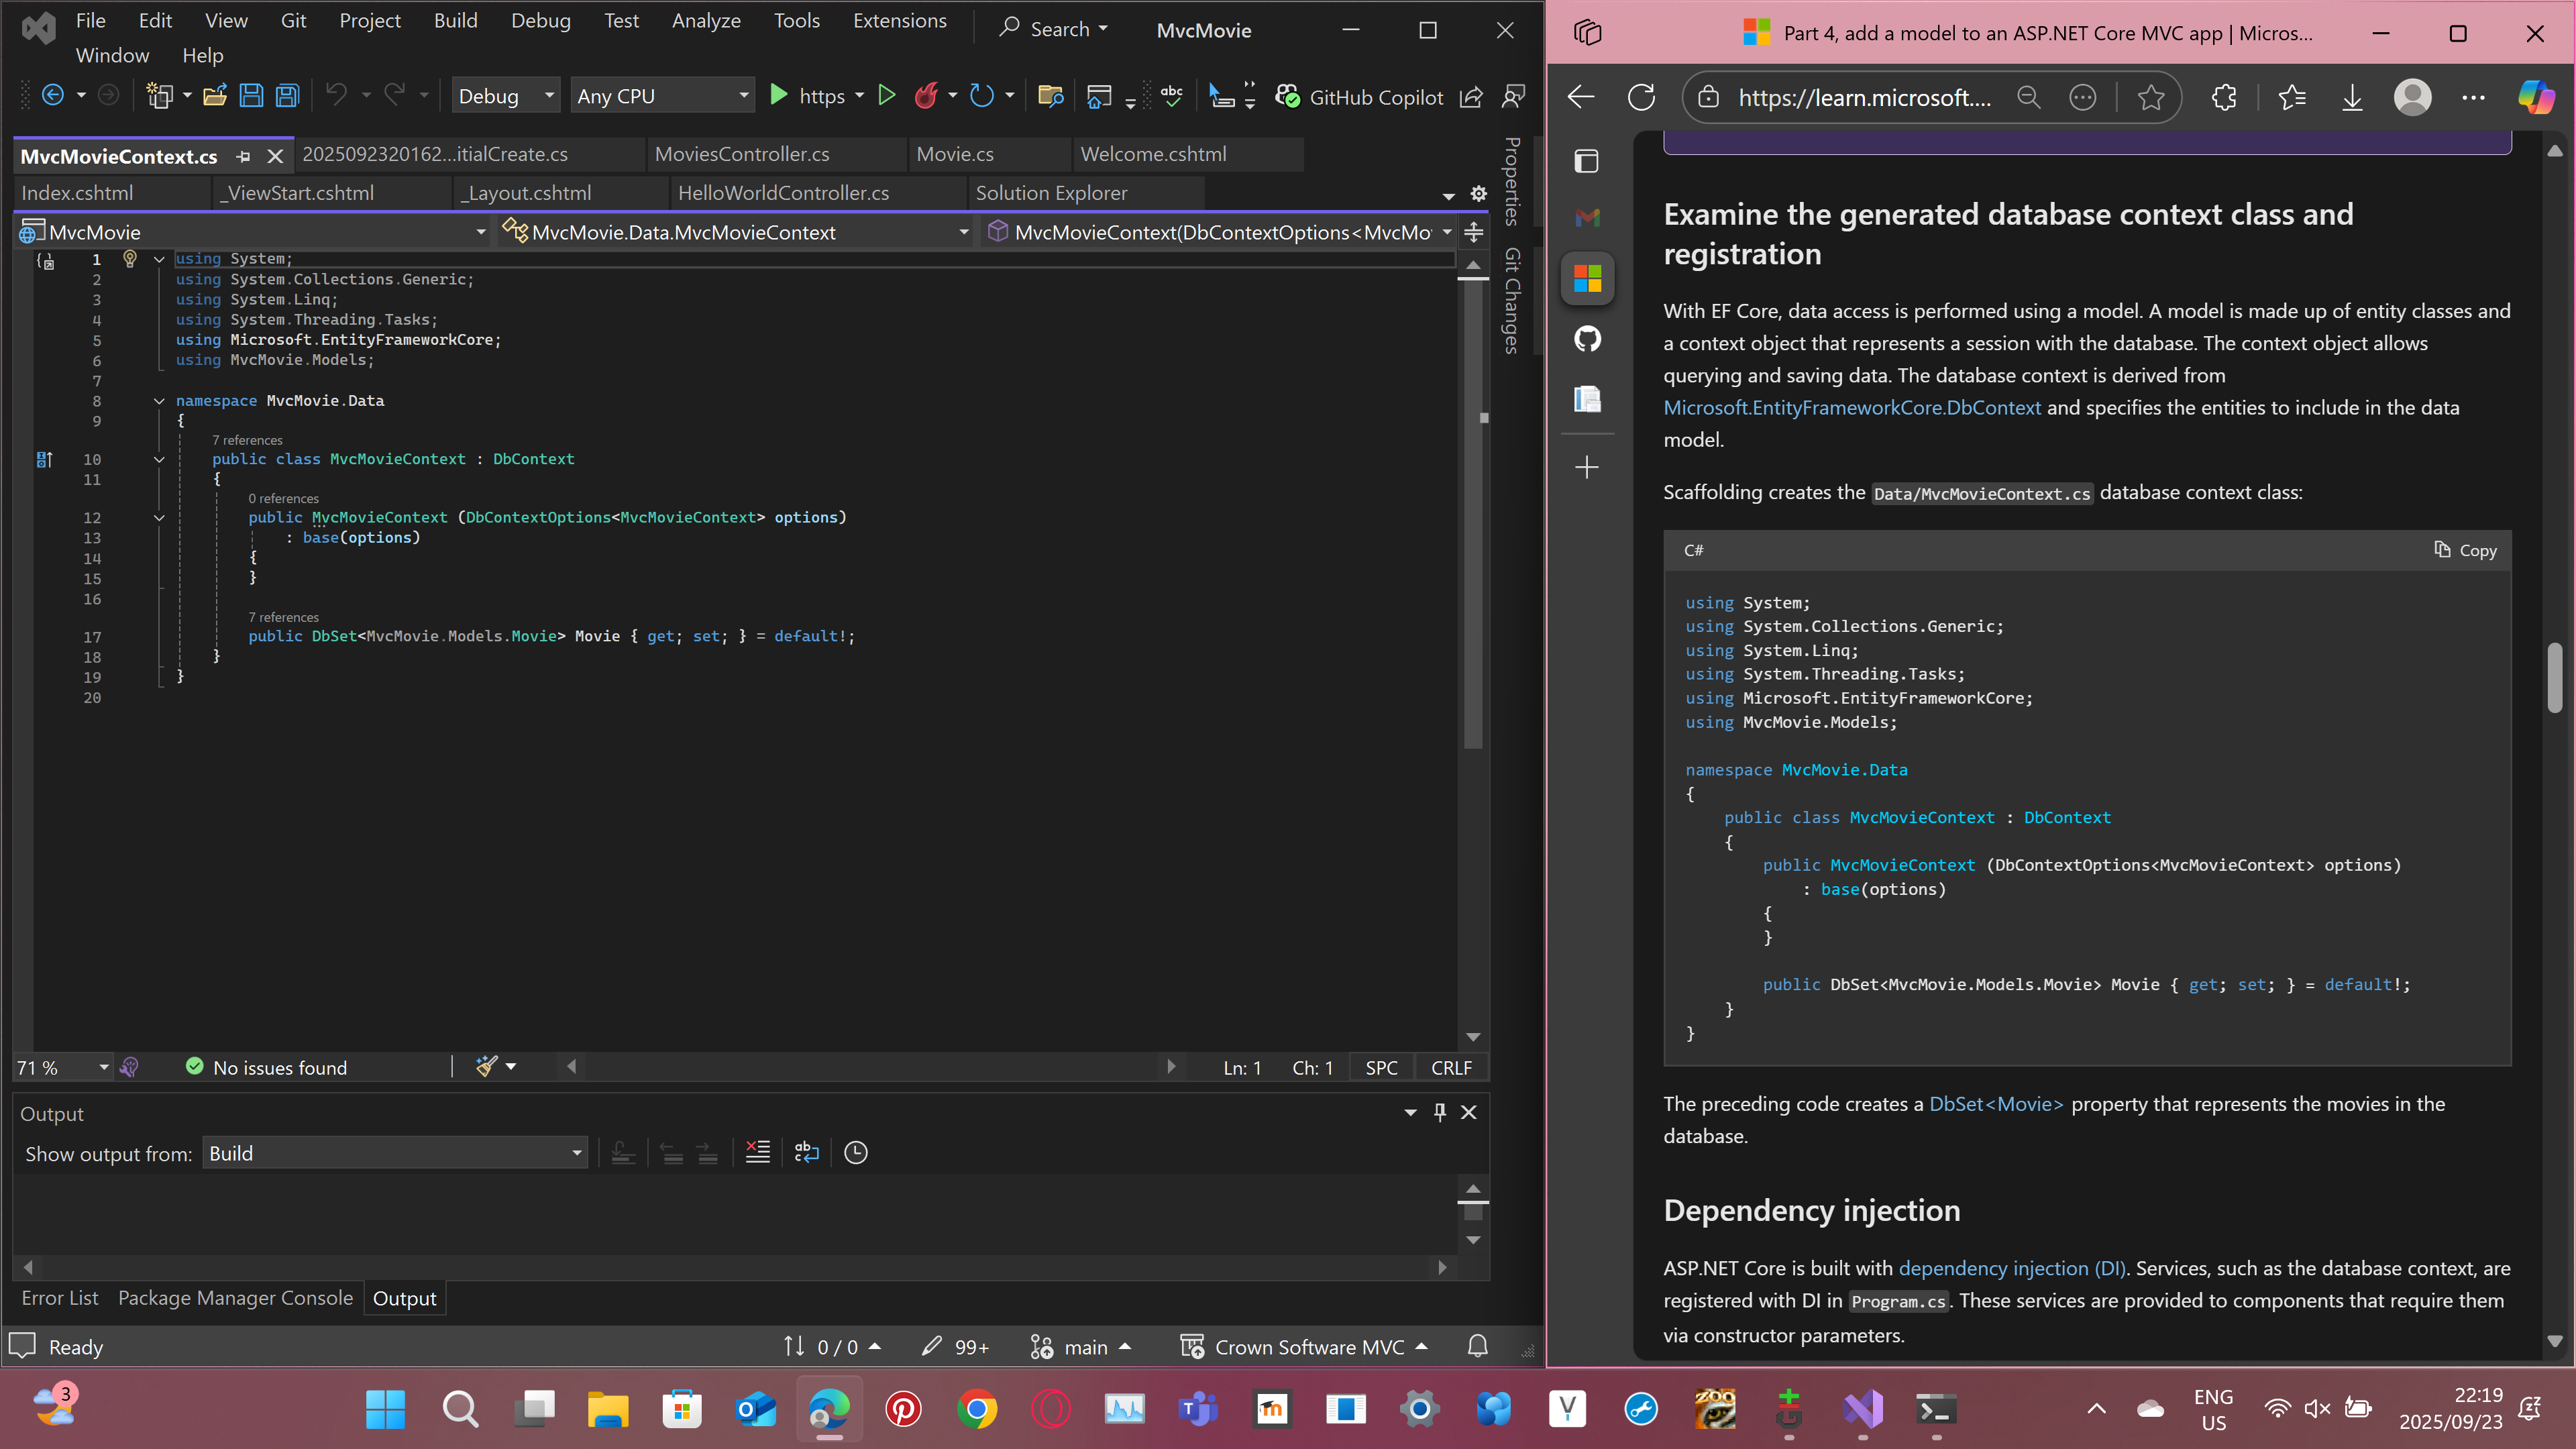 File Edit View Git Project Build Debug Test Analyze Tools Extensions Search MvcMovie
Window Help
Debug Any CPU https GitHub Copilot
MvcMovieContext.cs 2025092320162...itialCreate.cs MoviesController.cs Movie.cs Welcome.cshtml
Index.cshtml _ViewStart.cshtml _Layout.cshtml HelloWorldController.cs Solution Explorer
MvcMovie MvcMovie.Data.MvcMovieContext MvcMovieContext(DbContextOptions<MvcMo
Properties
Git Changes
1 using System;
2 using System.Collections.Generic;
3 using System.Linq;
4 using System.Threading.Tasks;
5 using Microsoft.EntityFrameworkCore;
6 using MvcMovie.Models;
7
8 namespace MvcMovie.Data
9 {
7 references
10 public class MvcMovieContext : DbContext
11 {
0 references
12 public MvcMovieContext (DbContextOptions<MvcMovieContext> options)
13 : base(options)
14 {
15 }
16
7 references
17 public DbSet<MvcMovie.Models.Movie> Movie { get; set; } = default!;
18 }
19 }
20
71 % No issues found Ln: 1 Ch: 1 SPC CRLF
Output
Show output from: Build
Error List Package Manager Console Output
Ready 0 / 0 99+ main Crown Software MVC
Part 4, add a model to an ASP.NET Core MVC app | Micros...
https://learn.microsoft....
Examine the generated database context class and
registration
With EF Core, data access is performed using a model. A model is made up of entity classes and
a context object that represents a session with the database. The context object allows
querying and saving data. The database context is derived from
Microsoft.EntityFrameworkCore.DbContext and specifies the entities to include in the data
model.
Scaffolding creates the Data/MvcMovieContext.cs database context class:
C# Copy
using System;
using System.Collections.Generic;
using System.Linq;
using System.Threading.Tasks;
using Microsoft.EntityFrameworkCore;
using MvcMovie.Models;
namespace MvcMovie.Data
{
public class MvcMovieContext : DbContext
{
public MvcMovieContext (DbContextOptions<MvcMovieContext> options)
: base(options)
{
}
public DbSet<MvcMovie.Models.Movie> Movie { get; set; } = default!;
}
}
The preceding code creates a DbSet<Movie> property that represents the movies in the
database.
Dependency injection
ASP.NET Core is built with dependency injection (DI). Services, such as the database context, are
registered with DI in Program.cs. These services are provided to components that require them
via constructor parameters.
3
ZOO
ENG
US
22:19
2025/09/23